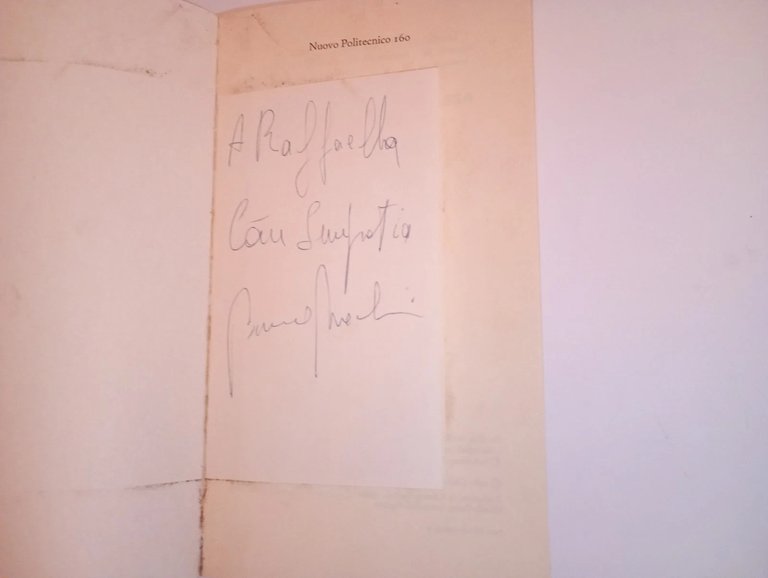 Nuovo Politecnico 160
A Raffaella
Con Simpatia